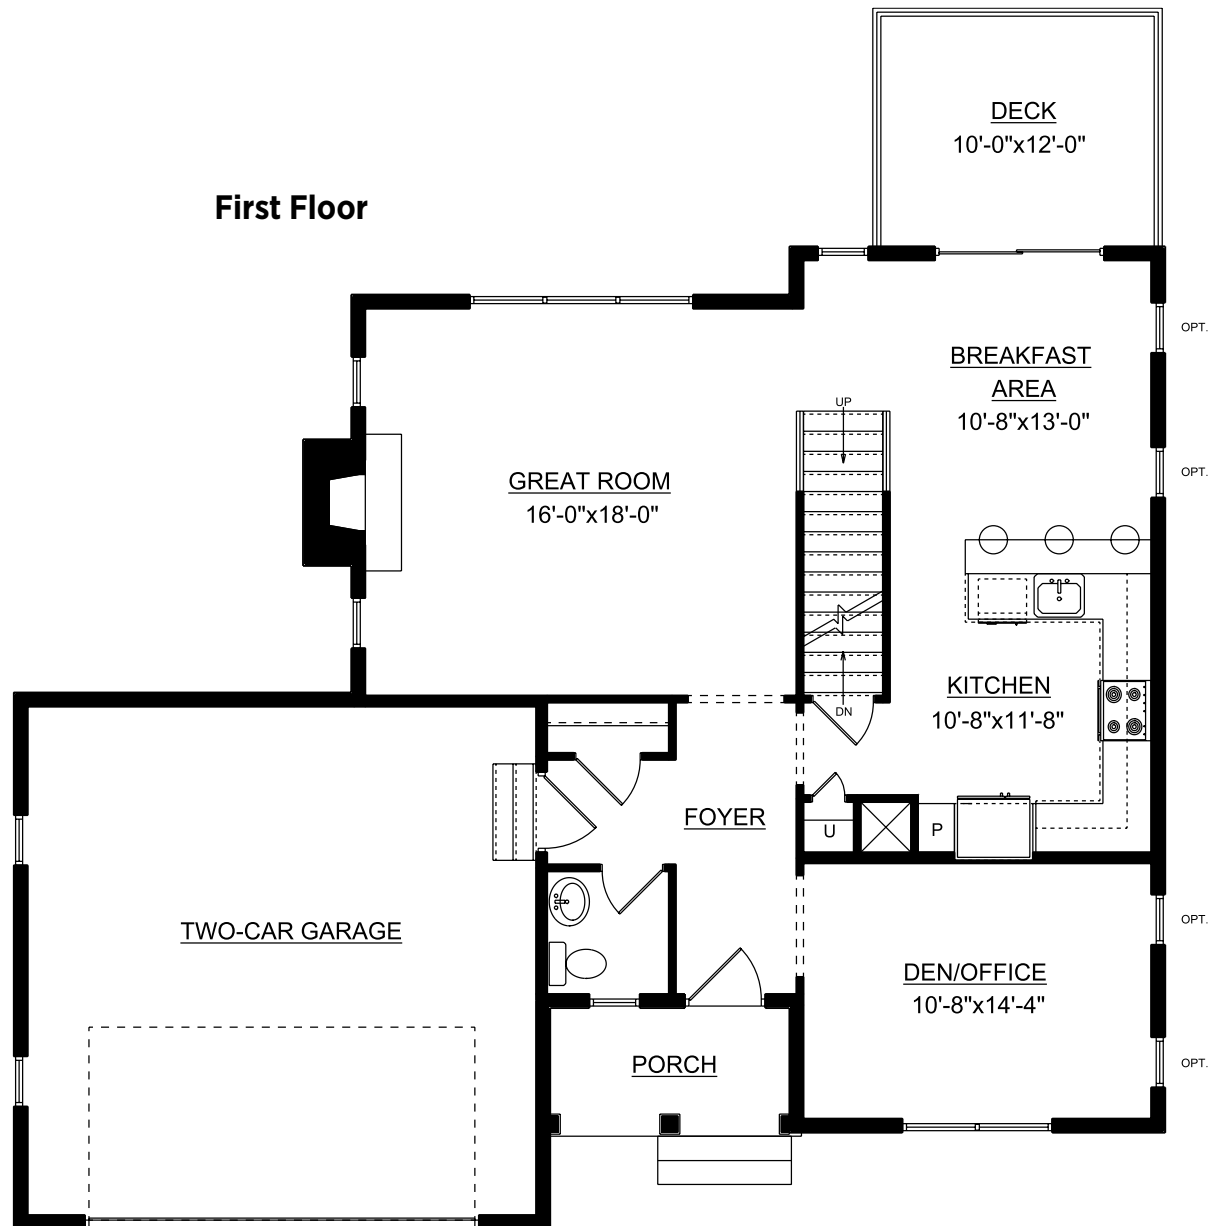 DECK
10'-0"x12'-0"
First Floor
OPT.
BREAKFAST
AREA
10'-8"x13'-0"
UP
OPT.
GREAT ROOM
16'-0"x18'-0"
KITCHEN
10'-8"x11'-8"
DN
FOYER
U
P
OPT.
TWO-CAR GARAGE
DEN/OFFICE
10'-8"x14'-4"
PORCH
OPT.